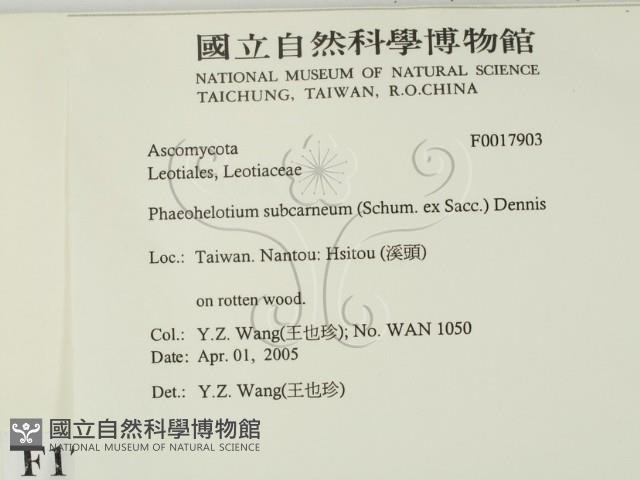 國立自然科學博物館
NATIONAL MUSEUM OF NATURAL SCIENCE
TAICHUNG, TAIWAN, R.O.CHINA
Ascomycota F0017903
Leotiales, Leotiaceae
Phaeohelotium subcarneum (Schum. ex Sacc.) Dennis
Loc.: Taiwan. Nantou: Hsitou (溪頭)
on rotten wood.
Col.: Y.Z. Wang(王也珍); No. WAN 1050
Date: Apr. 01, 2005
Det.: Y.Z. Wang(王也珍)
國立自然科學博物館
NATIONAL MUSEUM OF NATURAL SCIENCE